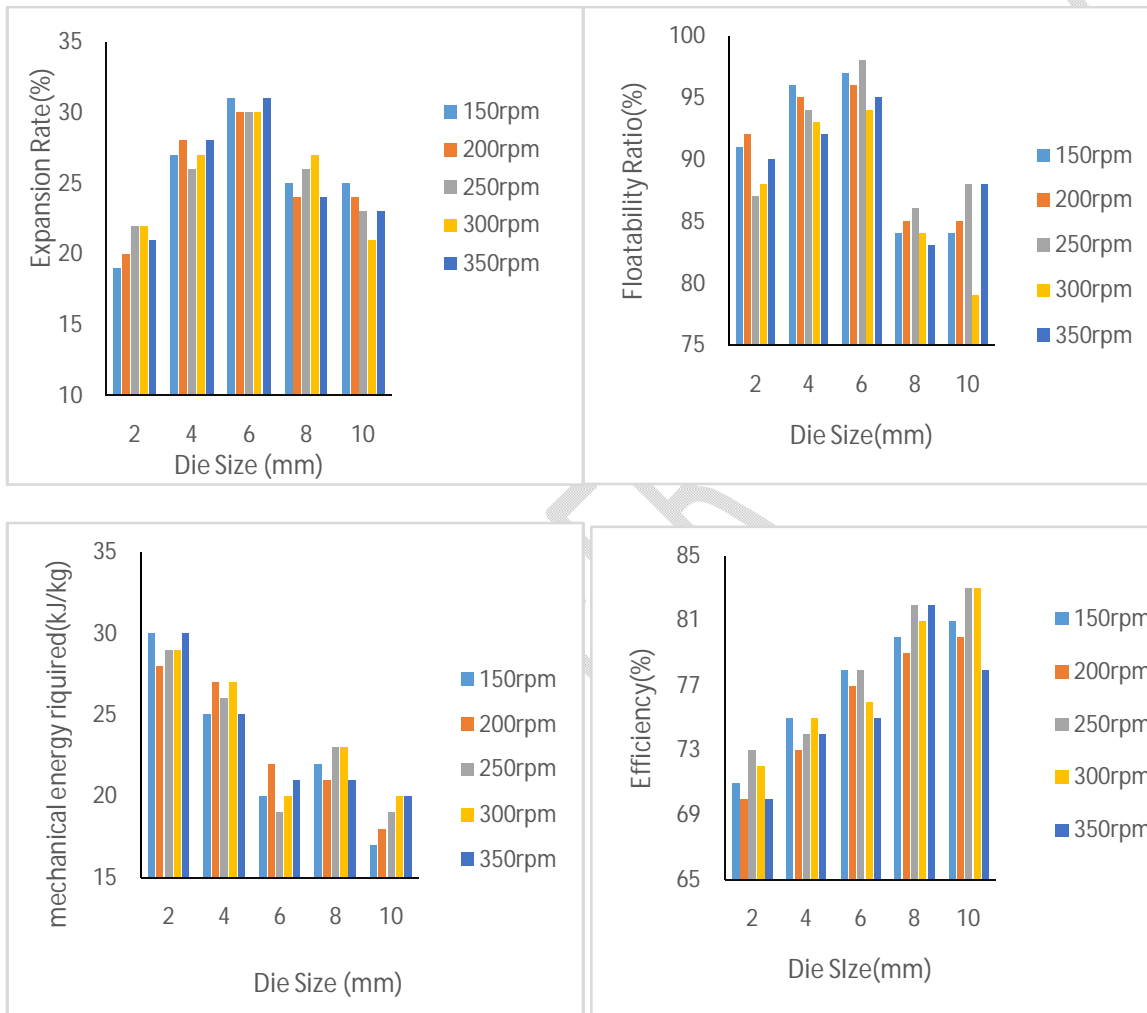 Expansion Rate(%)
35
30
25
20
15
10
2 4 6 8 10
Die Size (mm)
150rpm
200rpm
250rpm
300rpm
350rpm
Floatability Ratio(%)
100
95
90
85
80
75
2 4 6 8 10
Die Size(mm)
150rpm
200rpm
250rpm
300rpm
350rpm
mechanical energy riquired(kJ/kg)
35
30
25
20
15
2 4 6 8 10
Die Size (mm)
150rpm
200rpm
250rpm
300rpm
350rpm
Efficiency(%)
85
81
77
73
69
65
2 4 6 8 10
Die SIze(mm)
150rpm
200rpm
250rpm
300rpm
350rpm